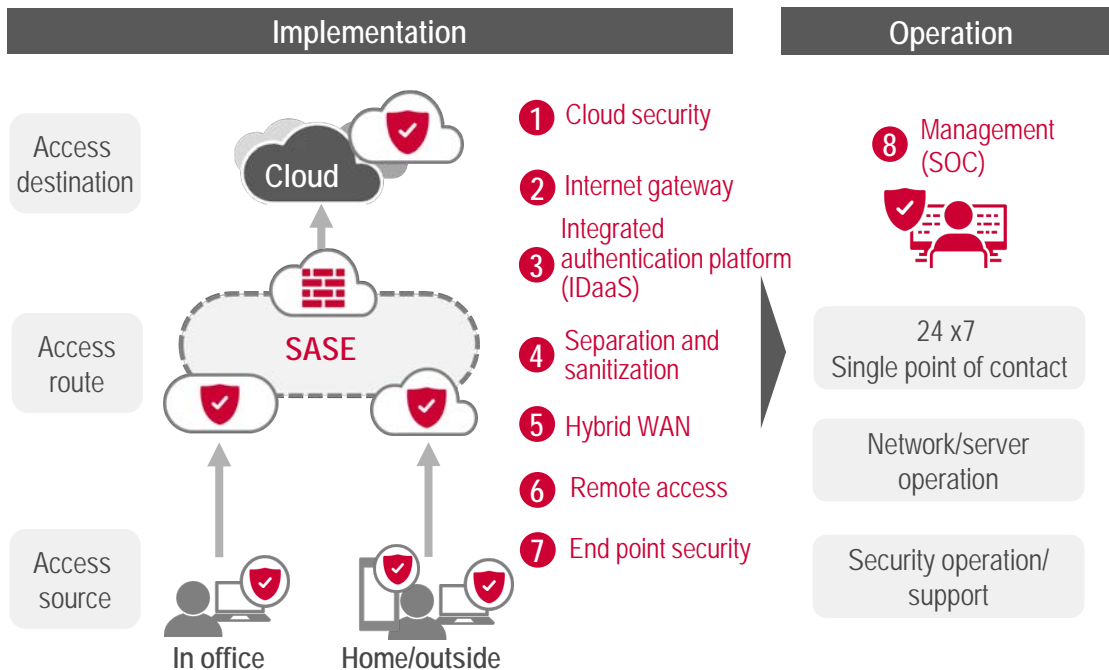 Implementation
Operation
Access
destination
Cloud
1 Cloud security
2 Internet gateway
3 Integrated
authentication platform
(IDaaS)
8 Management
(SOC)
Access
route
SASE
4 Separation and
sanitization
5 Hybrid WAN
6 Remote access
7 End point security
24 x7
Single point of contact
Network/server
operation
Security operation/
support
Access
source
In office
Home/outside